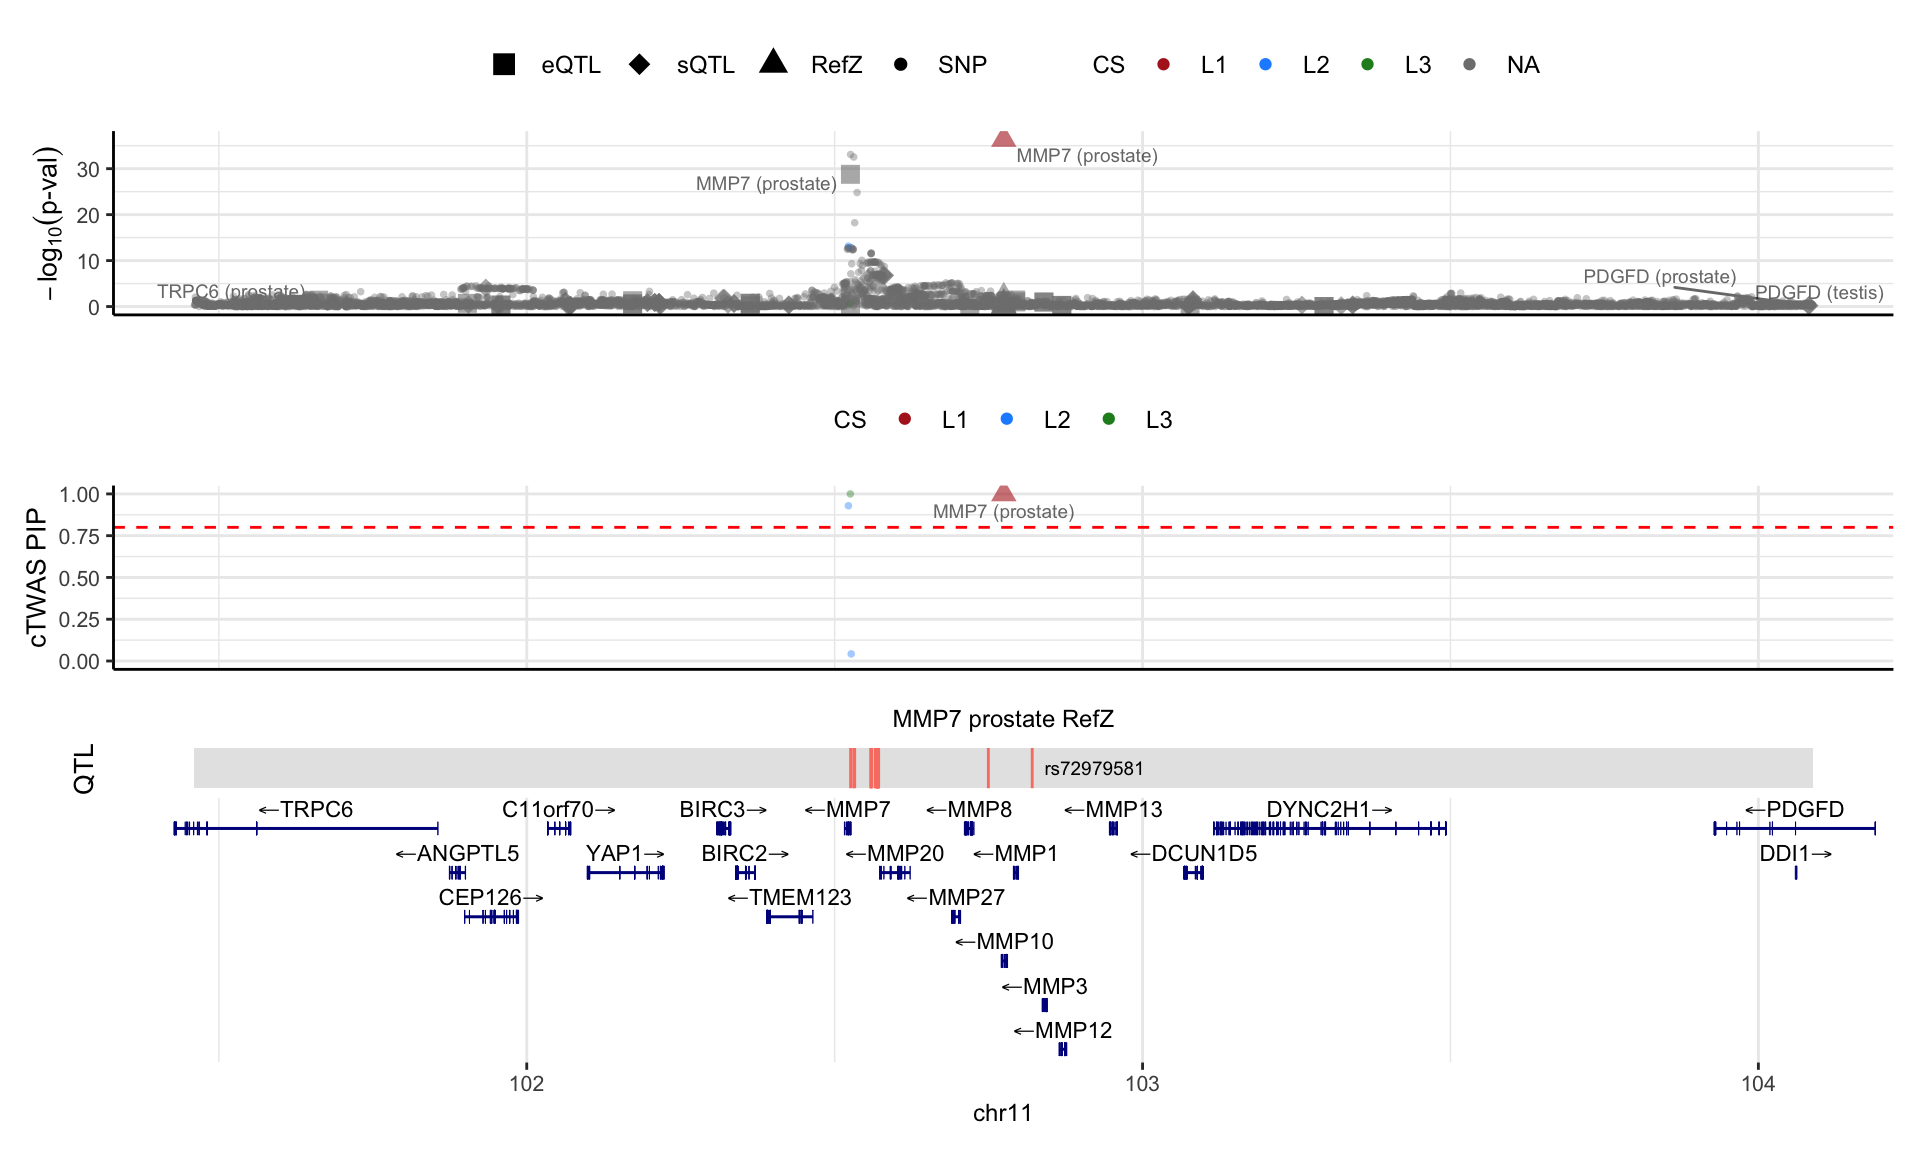 eQTL sQTL RefZ SNP CS L1 L2 L3 NA
− log10(p-val)
30
20
10
0
MMP7 (prostate)
MMP7 (prostate)
TRPC6 (prostate)
PDGFD (prostate)
PDGFD (testis)
CS L1 L2 L3
cTWAS PIP
1.00
0.75
0.50
0.25
0.00
MMP7 (prostate)
MMP7 prostate RefZ
QTL
rs72979581
←TRPC6 C11orf70→ BIRC3→ ←MMP7 ←MMP8 ←MMP13 DYNC2H1→ ←PDGFD
←ANGPTL5 YAP1→ BIRC2→ ←MMP20 ←MMP1 ←DCUN1D5 DDI1→
CEP126→ ←TMEM123 ←MMP27
←MMP10
←MMP3
←MMP12
102 103 104
chr11